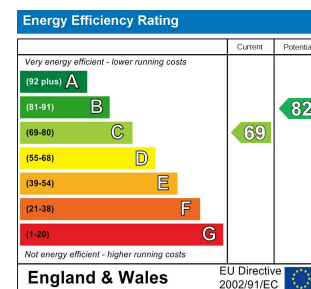 Energy Efficiency Rating
Current Potentia
Very energy efficient - lower running costs
(92 plus) A
(81-91) B 82
(69-80) C 69
(55-68) D
(39-54) E
(21-38) F
(1-20) G
Not energy efficient - higher running costs
England & Wales
EU Directive
2002/91/EC